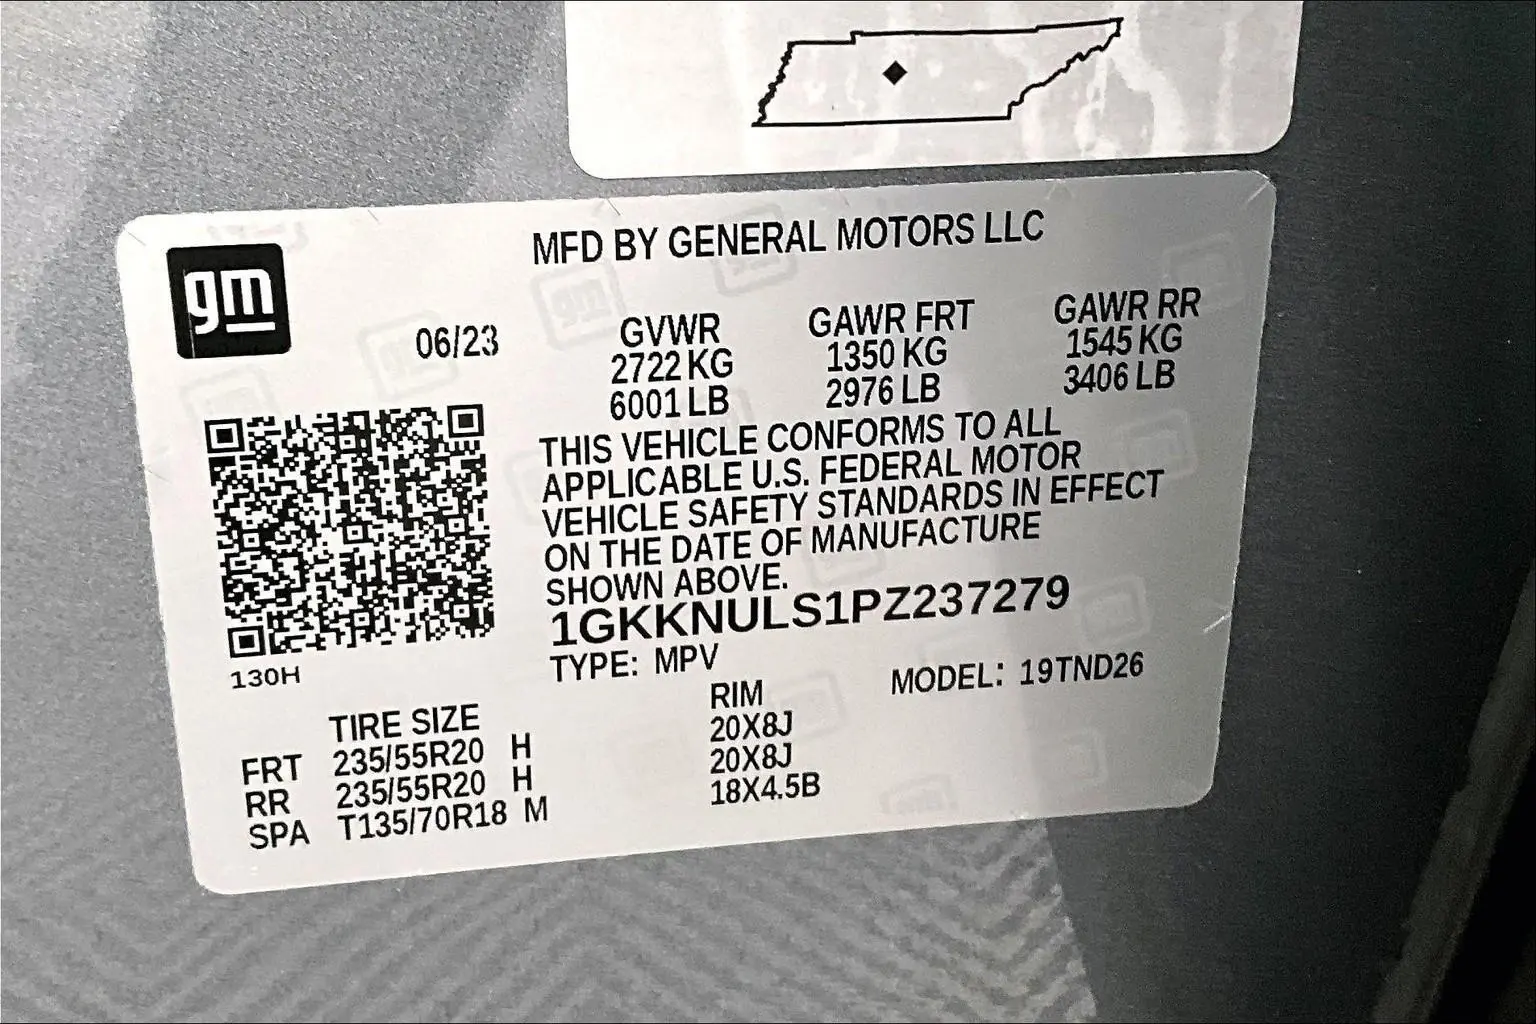 MFD BY GENERAL MOTORS LLC
gm
06/23
GVWR GAWR FRT GAWR RR
2722 KG 1350 KG 1545 KG
6001 LB 2976 LB 3406 LB
THIS VEHICLE CONFORMS TO ALL
APPLICABLE U.S. FEDERAL MOTOR
VEHICLE SAFETY STANDARDS IN EFFECT
ON THE DATE OF MANUFACTURE
SHOWN ABOVE.
1GKKNULS1PZ237279
TYPE: MPV MODEL: 19TND26
130H
TIRE SIZE RIM
FRT 235/55R20 H 20X8J
RR 235/55R20 H 20X8J
SPA T135/70R18 M 18X4.5B